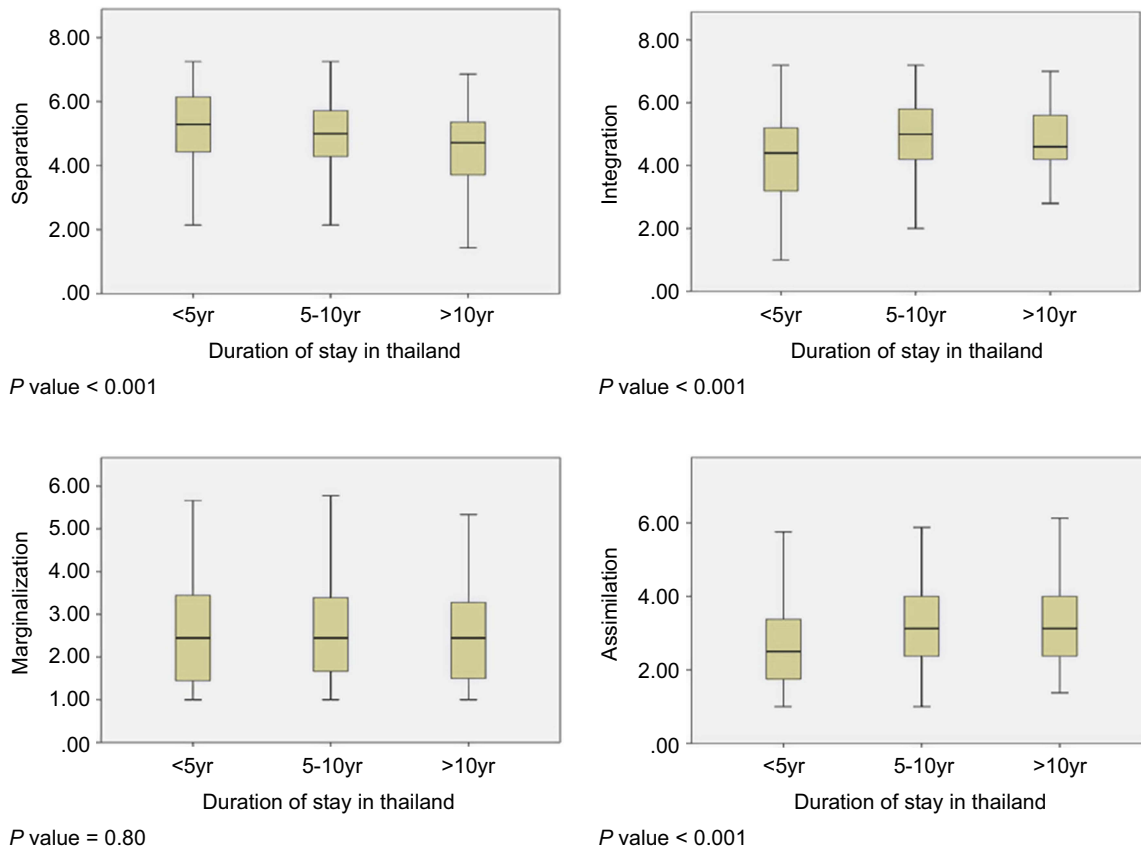 8.00
6.00
4.00
2.00
.00
Separation
<5yr 5-10yr >10yr
Duration of stay in thailand
P value < 0.001
8.00
6.00
4.00
2.00
.00
Integration
<5yr 5-10yr >10yr
Duration of stay in thailand
P value < 0.001
6.00
5.00
4.00
3.00
2.00
1.00
.00
Marginalization
<5yr 5-10yr >10yr
Duration of stay in thailand
P value = 0.80
6.00
4.00
2.00
.00
Assimilation
<5yr 5-10yr >10yr
Duration of stay in thailand
P value < 0.001